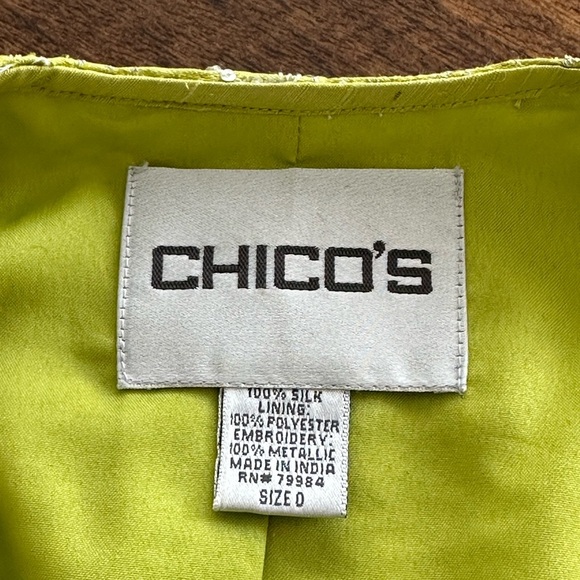 CHICO'S
100% SILK
LINING:
100% POLYESTER
EMBROIDERY:
100% METALLIC
MADE IN INDIA
RN# 79984
SIZE 0